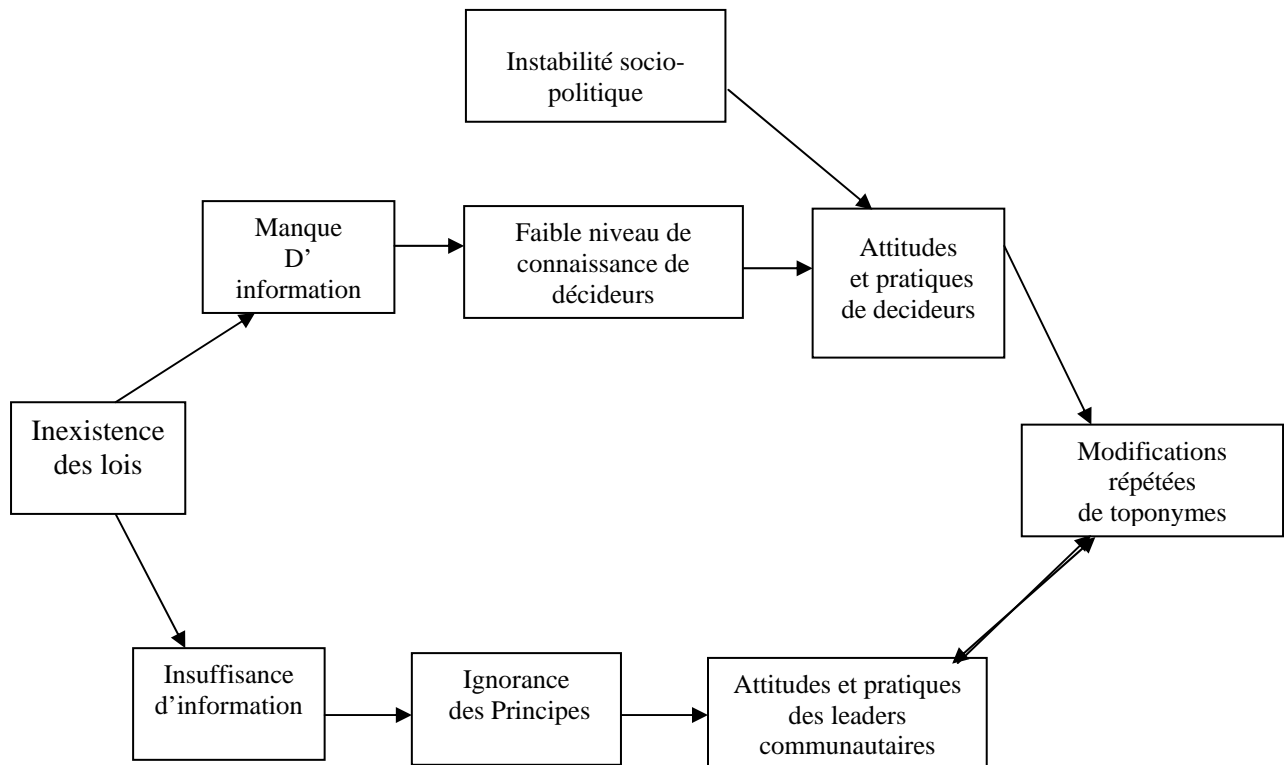 Instabilité socio-
politique
Manque
D’
information
Faible niveau de
connaissance de
décideurs
Attitudes
et pratiques
de decideurs
Inexistence
des lois
Modifications
répétées
de toponymes
Insuffisance
d’information
Ignorance
des Principes
Attitudes et pratiques
des leaders
communautaires